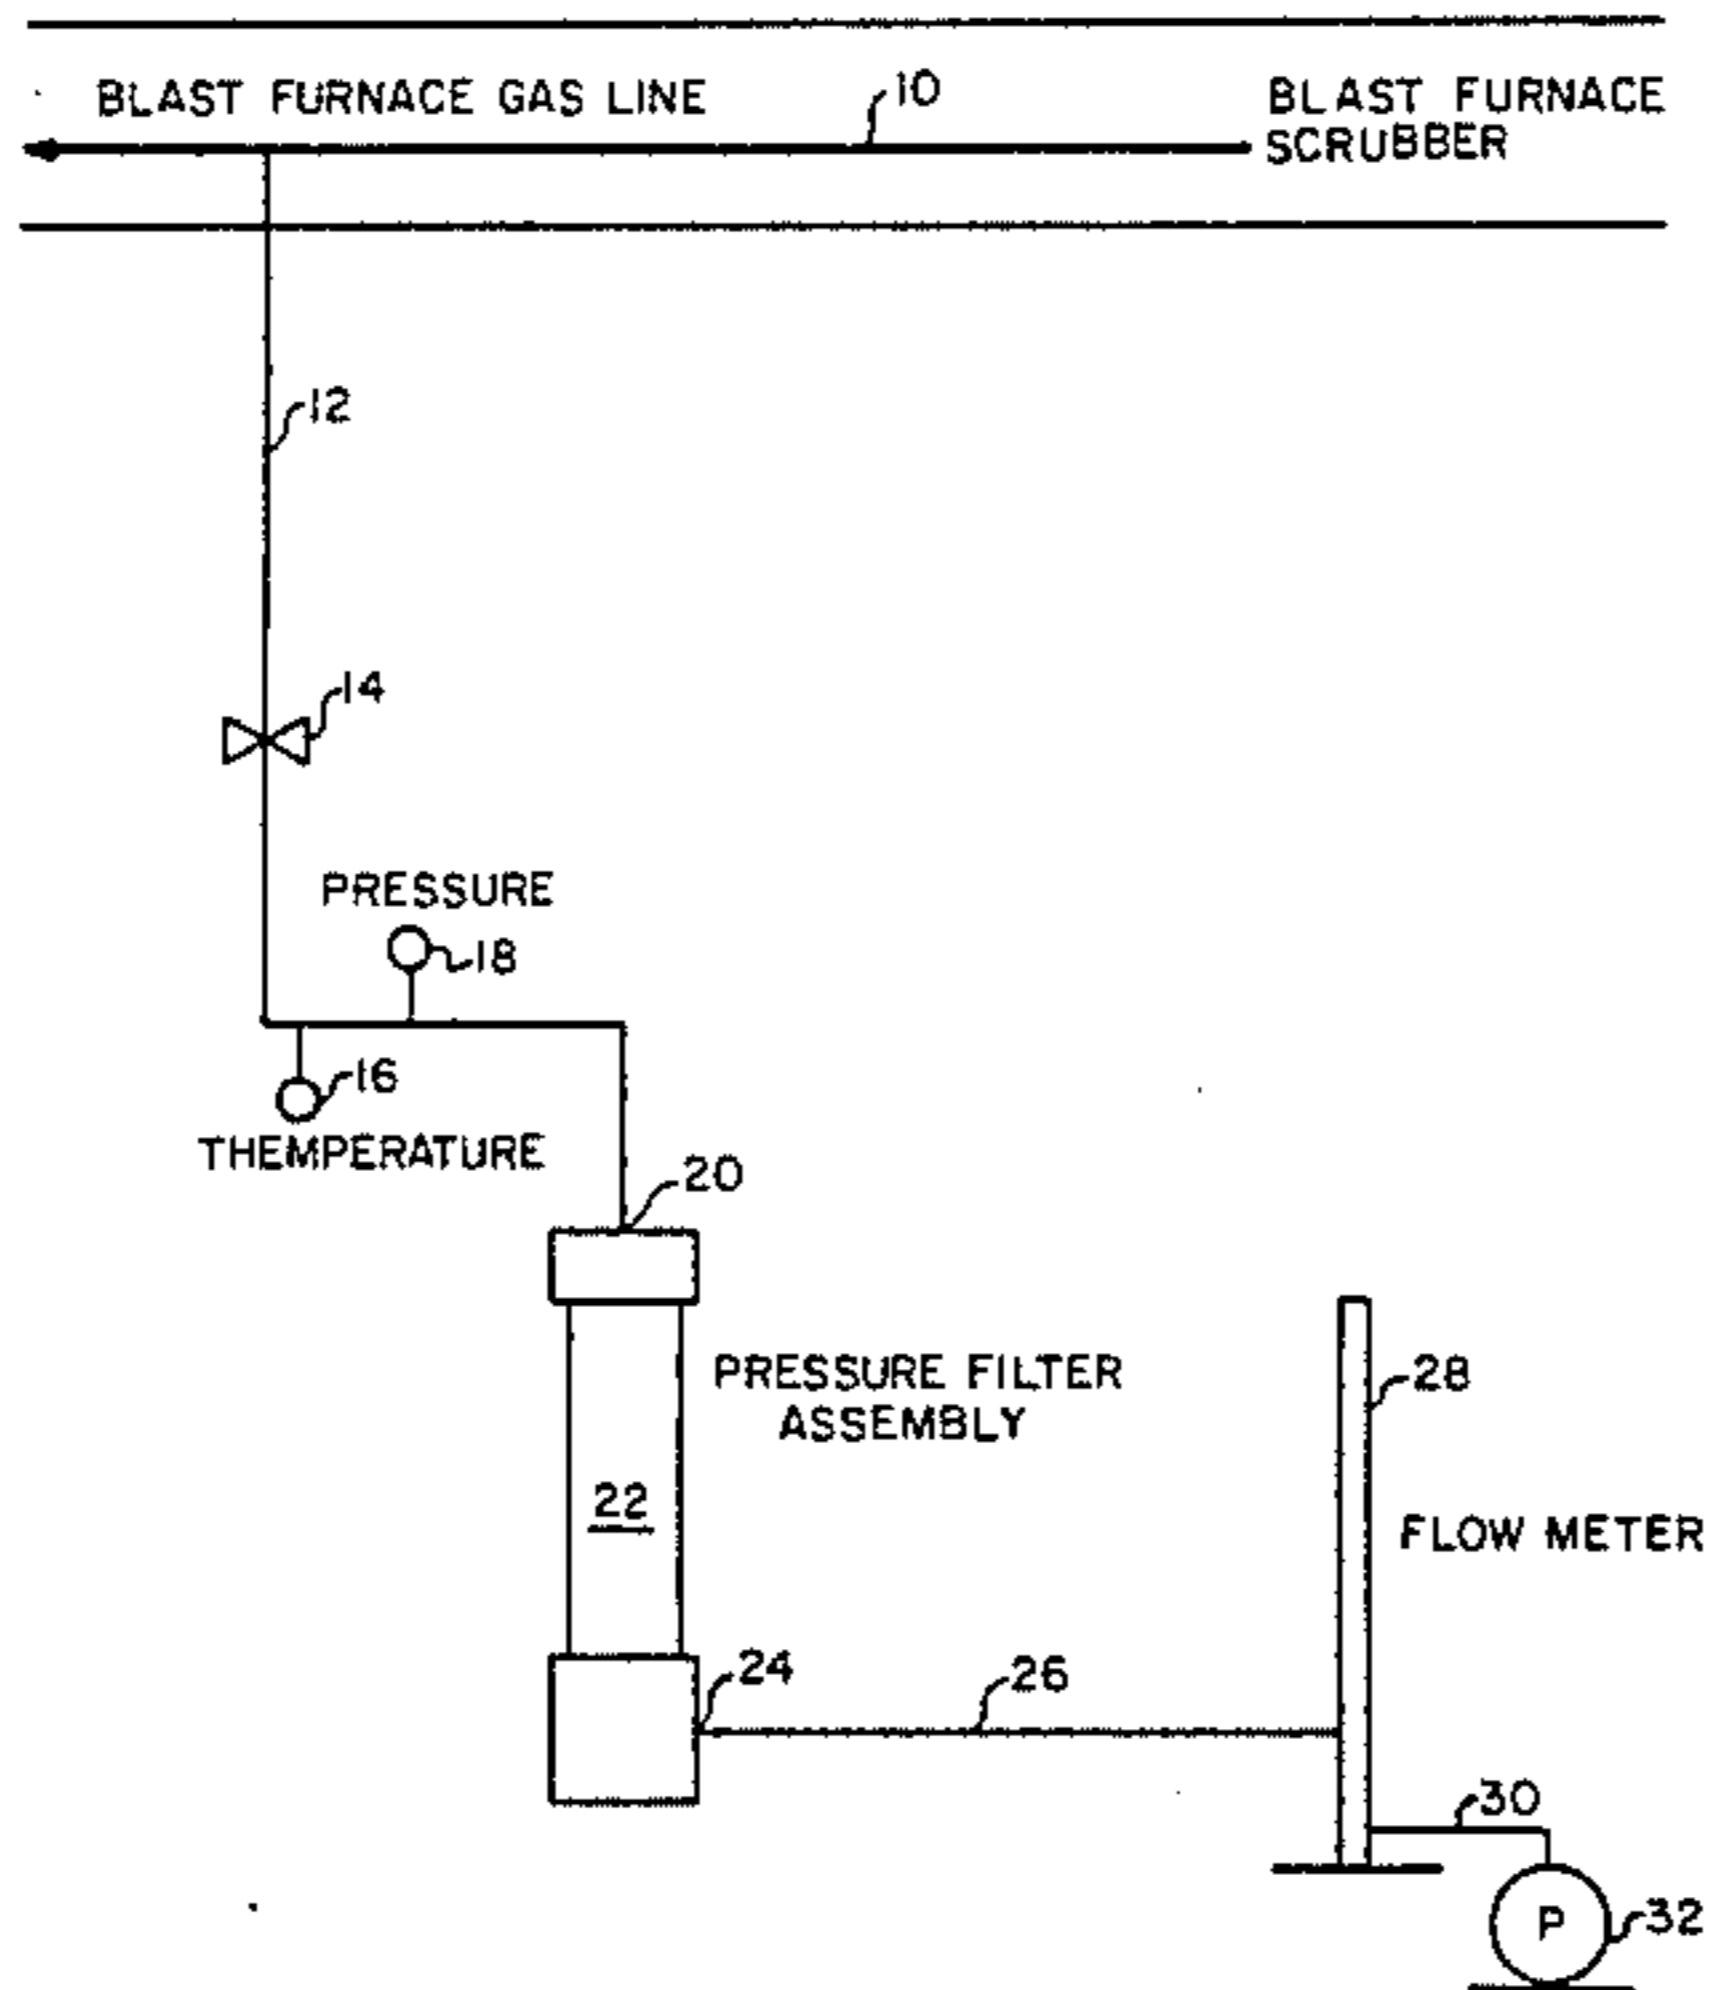 10
BLAST FURNACE GAS LINE
BLAST FURNACE
SCRUBBER
12
14
PRESSURE
18
16
THEMPERATURE
20
PRESSURE FILTER
ASSEMBLY
28
22
FLOW METER
24
26
30
P
32